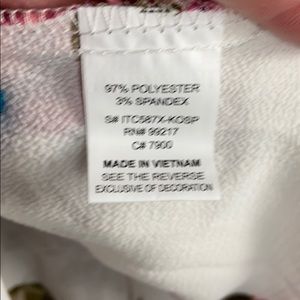 97% POLYESTER
3% SPANDEX
S# ITC587X-KOSP
RN# 99217
C# 7900
MADE IN VIETNAM
SEE THE REVERSE
EXCLUSIVE OF DECORATION